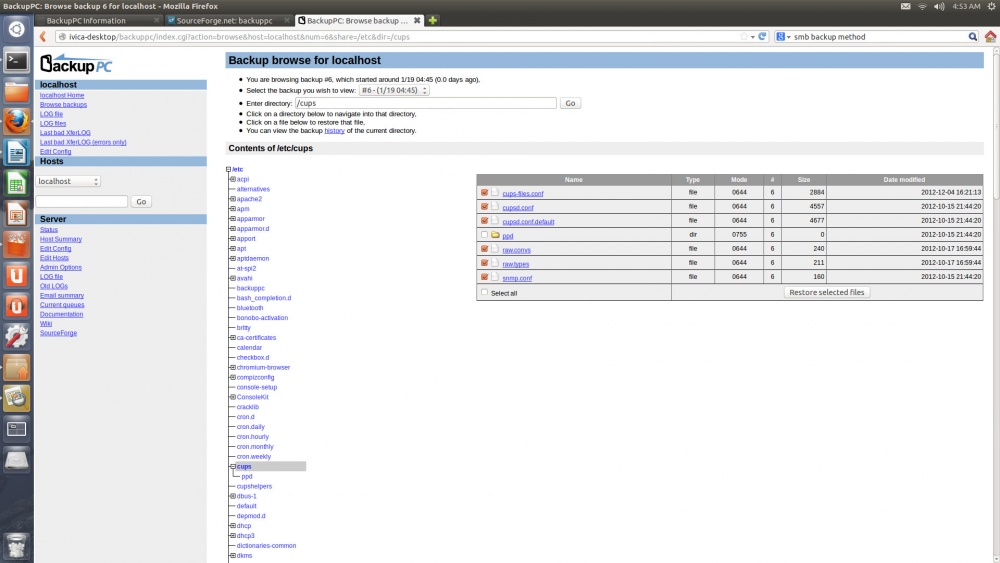 BackupPC: Browse backup 6 for localhost - Mozilla Firefox
4:53 AM
BackupPC Information
SourceForge.net: backuppc
BackupPC: Browse backup ...
ivica-desktop/backuppc/index.cgi?action=browse&host=localhost&num=6&share=/etc&dir=/cups
smb backup method
Backup PC
localhost
localhost Home
Browse backups
LOG file
LOG files
Last bad XferLOG
Last bad XferLOG (errors only)
Edit Config
Hosts
localhost
Go
Server
Status
Host Summary
Edit Config
Edit Hosts
Admin Options
LOG file
Old LOGs
Email summary
Current queues
Documentation
Wiki
SourceForge
Backup browse for localhost
You are browsing backup #6, which started around 1/19 04:45 (0.0 days ago),
Select the backup you wish to view: #6 - (1/19 04:45)
Enter directory: /cups Go
Click on a directory below to navigate into that directory,
Click on a file below to restore that file,
You can view the backup history of the current directory.
Contents of /etc/cups
/etc
acpi
alternatives
apache2
apm
apparmor
apparmor.d
apport
apt
aptdaemon
at-spi2
avahi
backuppc
bash_completion.d
bluetooth
bonobo-activation
brltty
ca-certificates
calendar
checkbox.d
chromium-browser
compizconfig
console-setup
ConsoleKit
cracklib
cron.d
cron.daily
cron.hourly
cron.monthly
cron.weekly
cups
ppd
cupshelpers
dbus-1
default
depmod.d
dhcp
dhcp3
dictionaries-common
dkms
Name Type Mode # Size Date modified
cups-files.conf file 0644 6 2884 2012-12-04 16:21:13
cupsd.conf file 0644 6 4557 2012-10-15 21:44:20
cupsd.conf.default file 0644 6 4677 2012-10-15 21:44:20
ppd dir 0755 6 0 2012-10-15 21:44:20
raw.convs file 0644 6 240 2012-10-17 16:59:44
raw.types file 0644 6 211 2012-10-17 16:59:44
snmp.conf file 0644 6 160 2012-10-15 21:44:20
Select all Restore selected files